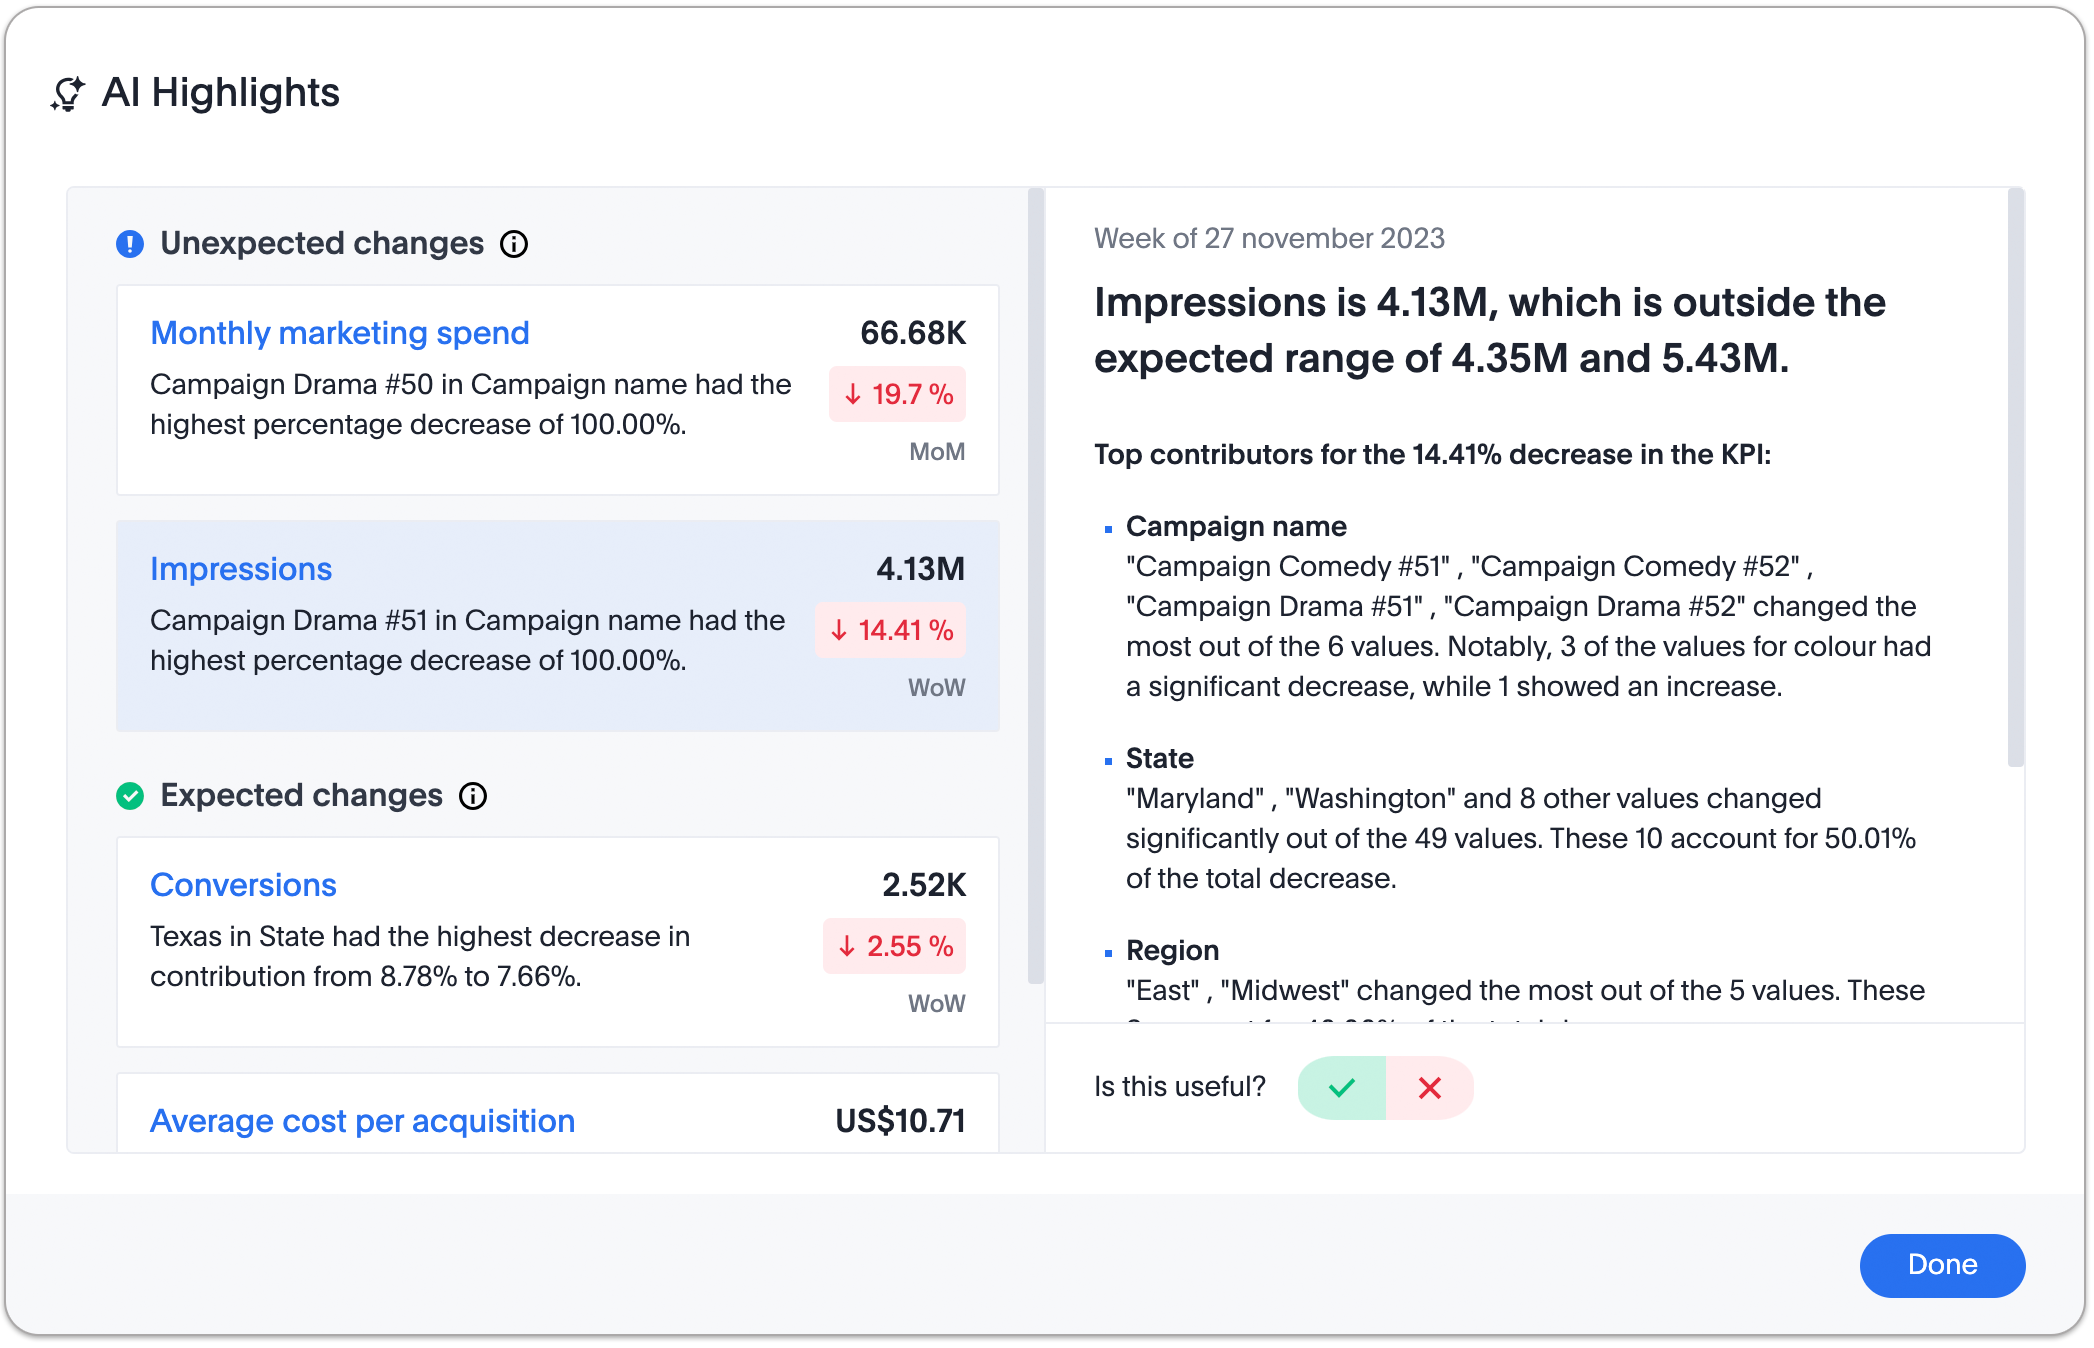 AI Highlights
Unexpected changes
Monthly marketing spend
66.68K
Campaign Drama #50 in Campaign name had the
highest percentage decrease of 100.00%.
↓ 19.7 %
MoM
Impressions
4.13M
Campaign Drama #51 in Campaign name had the
highest percentage decrease of 100.00%.
↓ 14.41 %
WoW
Expected changes
Conversions
2.52K
Texas in State had the highest decrease in
contribution from 8.78% to 7.66%.
↓ 2.55 %
WoW
Average cost per acquisition
US$10.71
Week of 27 november 2023
Impressions is 4.13M, which is outside the
expected range of 4.35M and 5.43M.
Top contributors for the 14.41% decrease in the KPI:
Campaign name
"Campaign Comedy #51" , "Campaign Comedy #52" ,
"Campaign Drama #51" , "Campaign Drama #52" changed the
most out of the 6 values. Notably, 3 of the values for colour had
a significant decrease, while 1 showed an increase.
State
"Maryland" , "Washington" and 8 other values changed
significantly out of the 49 values. These 10 account for 50.01%
of the total decrease.
Region
"East" , "Midwest" changed the most out of the 5 values. These
Is this useful?
Done